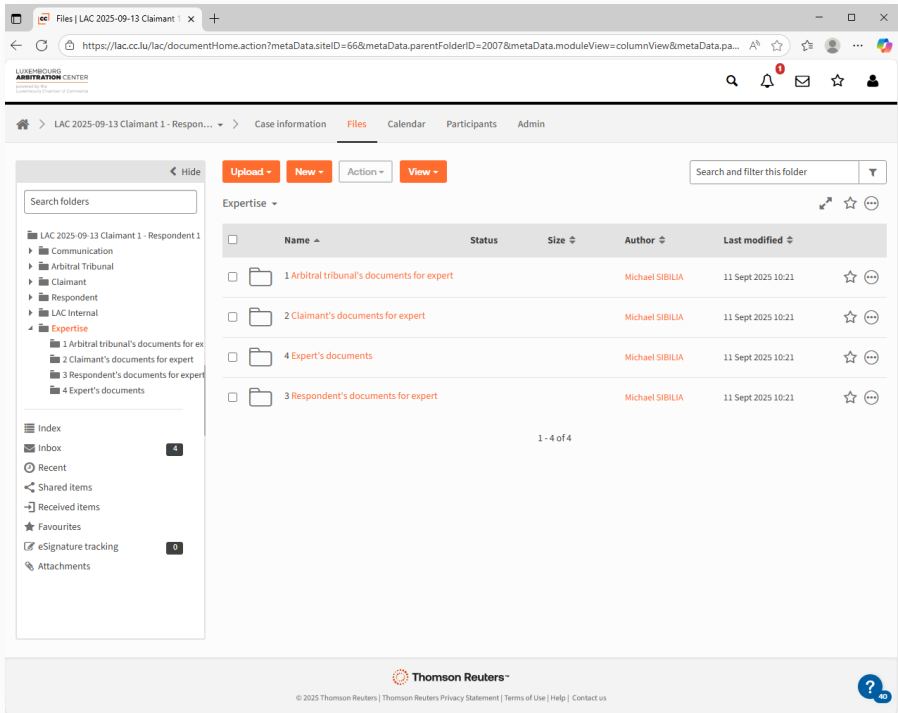 Files | LAC 2025-09-13 Claimant 1
https://lac.cc.lu/lac/documentHome.action?metaData.siteID=66&metaData.parentFolderID=2007&metaData.moduleView=columnView&metaData.pa...
LUXEMBOURG
ARBITRATION CENTER
powered by the
Luxembourg Chamber of Commerce
1
LAC 2025-09-13 Claimant 1 - Respon...
Case information
Files
Calendar
Participants
Admin
Hide
Search folders
LAC 2025-09-13 Claimant 1 - Respondent 1
Communication
Arbitral Tribunal
Claimant
Respondent
LAC Internal
Expertise
1 Arbitral tribunal's documents for ex
2 Claimant's documents for expert
3 Respondent's documents for expert
4 Expert's documents
Index
Inbox 4
Recent
Shared items
Received items
Favourites
eSignature tracking 0
Attachments
Upload New Action View
Search and filter this folder
Expertise
Name Status Size Author Last modified
1 Arbitral tribunal's documents for expert Michael SIBILIA 11 Sept 2025 10:21
2 Claimant's documents for expert Michael SIBILIA 11 Sept 2025 10:21
4 Expert's documents Michael SIBILIA 11 Sept 2025 10:21
3 Respondent's documents for expert Michael SIBILIA 11 Sept 2025 10:21
1 - 4 of 4
Thomson Reuters™
© 2025 Thomson Reuters | Thomson Reuters Privacy Statement | Terms of Use | Help | Contact us
? 40